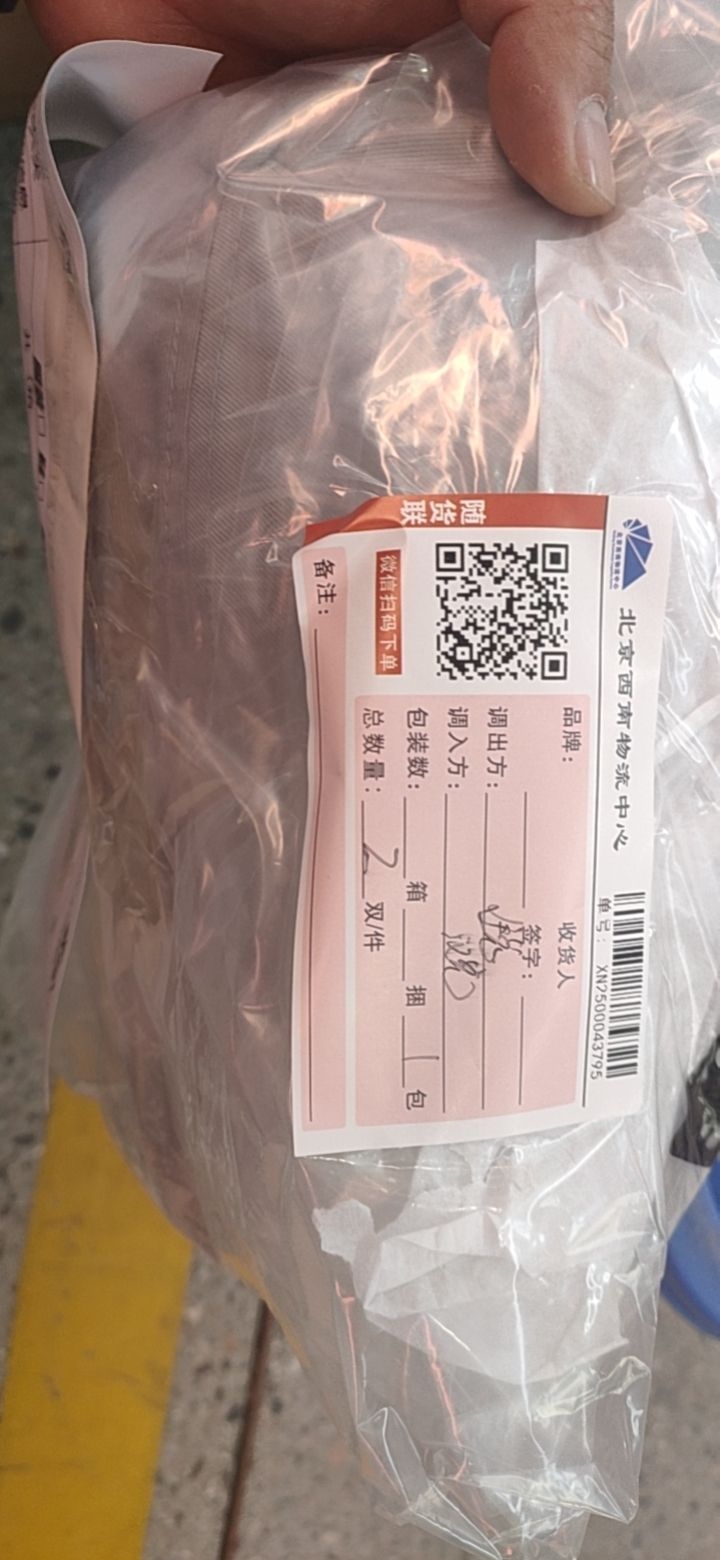 北京西南物流中心
单号: XN2500043795
随货联
微信扫码下单
品牌:
收货人
签字:
调出方:
调入方:
包装数: 箱 捆 1 包
总数量: 2 双/件
备注: